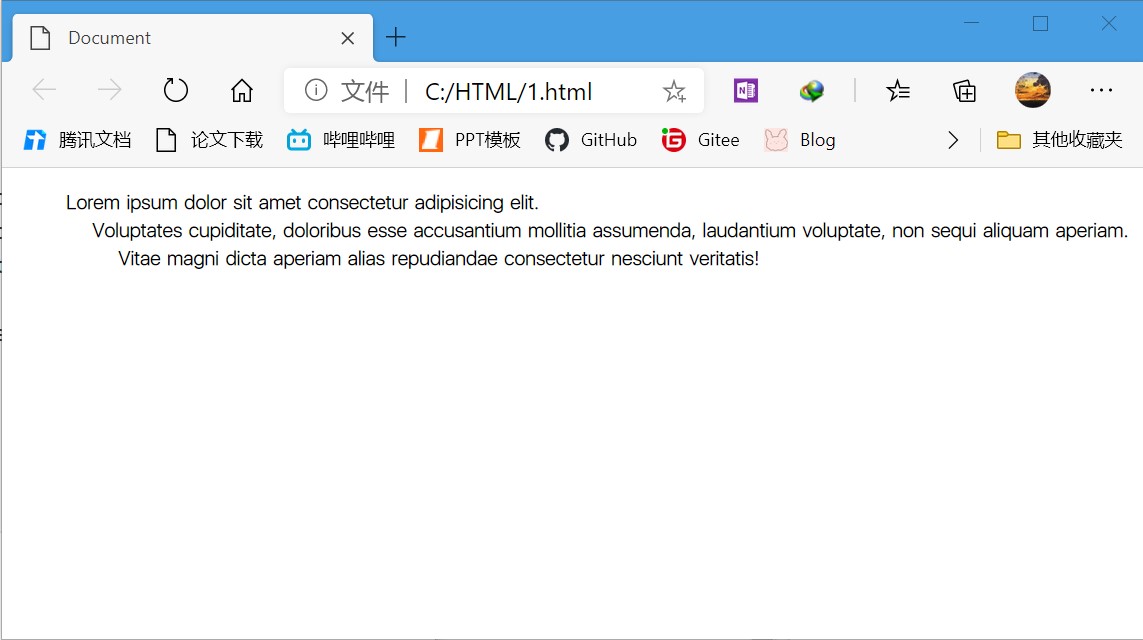 Document
文件 C:/HTML/1.html
腾讯文档 论文下载 哔哩哔哩 PPT模板 GitHub Gitee Blog 其他收藏夹
Lorem ipsum dolor sit amet consectetur adipisicing elit.
Voluptates cupiditate, doloribus esse accusantium mollitia assumenda, laudantium voluptate, non sequi aliquam aperiam.
Vitae magni dicta aperiam alias repudiandae consectetur nesciunt veritatis!